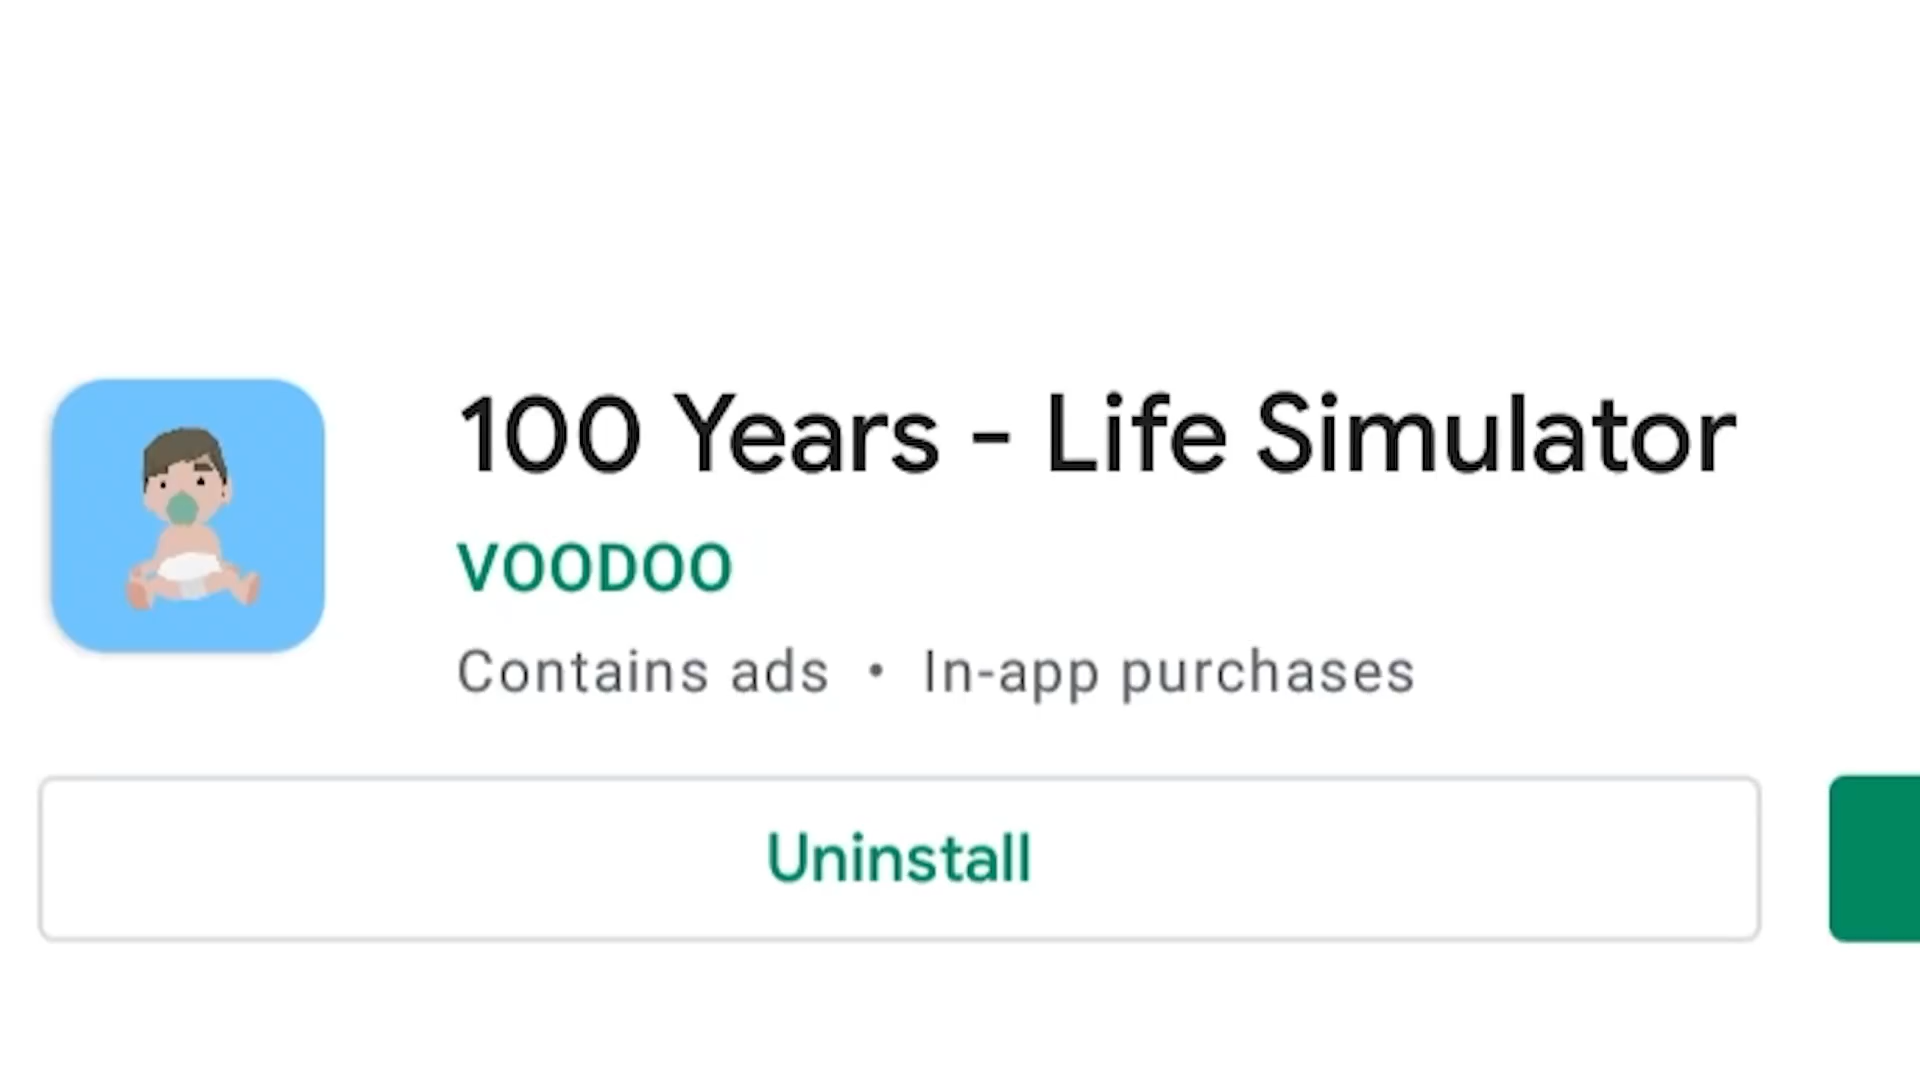 100 Years - Life Simulator
VOODOO
Contains ads • In-app purchases
Uninstall